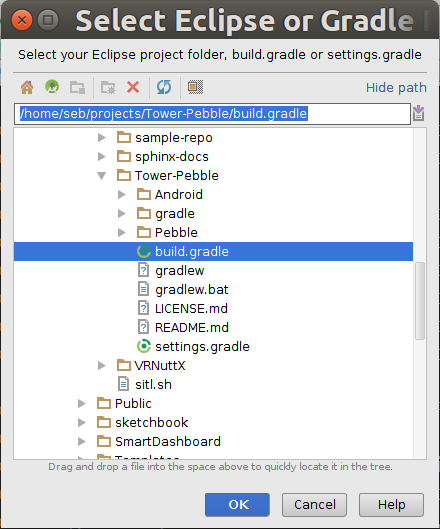 Select Eclipse or Gradle
Select your Eclipse project folder, build.gradle or settings.gradle
Hide path
/home/seb/projects/Tower-Pebble/build.gradle
sample-repo
sphinx-docs
Tower-Pebble
Android
gradle
Pebble
build.gradle
gradlew
gradlew.bat
LICENSE.md
README.md
settings.gradle
VRNuttX
sitl.sh
Public
sketchbook
SmartDashboard
Templates
Drag and drop a file into the space above to quickly locate it in the tree.
OK
Cancel
Help